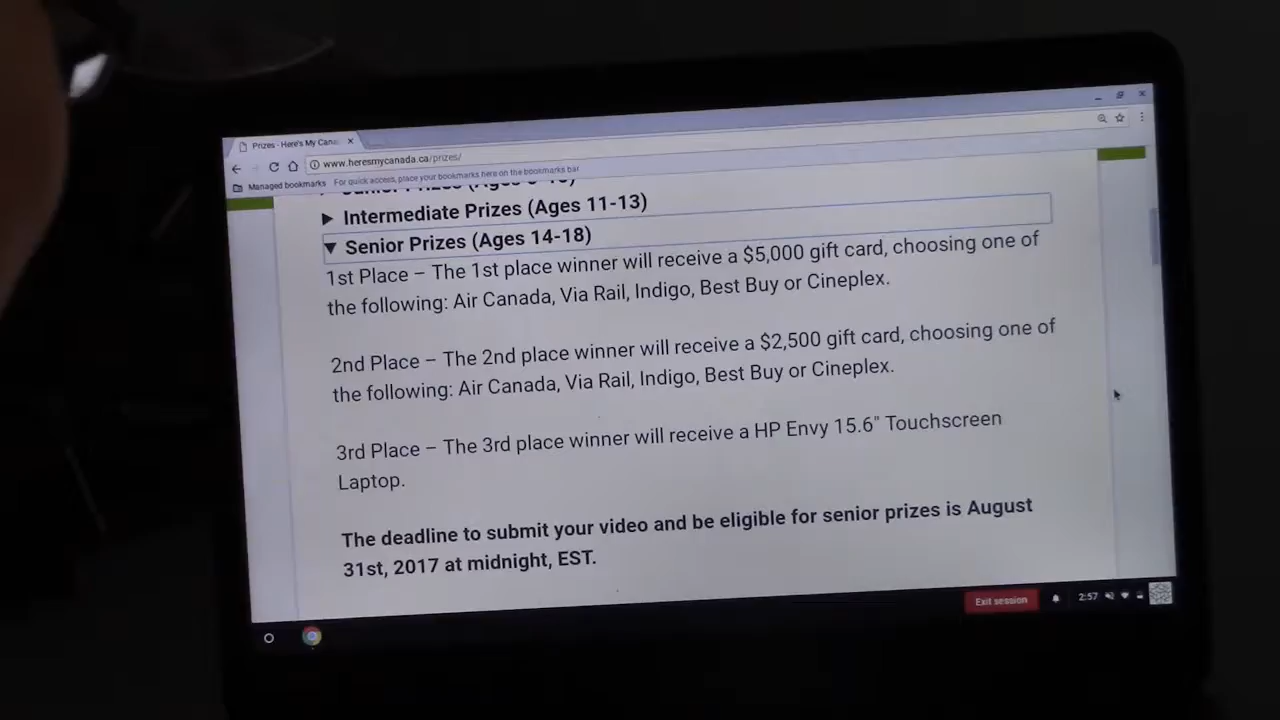 Prizes - Here's My Cana
www.heresmycanada.ca/prizes/
Managed bookmarks For quick access, place your bookmarks here on the bookmarks bar.
Intermediate Prizes (Ages 11-13)
Senior Prizes (Ages 14-18)
1st Place – The 1st place winner will receive a $5,000 gift card, choosing one of
the following: Air Canada, Via Rail, Indigo, Best Buy or Cineplex.
2nd Place – The 2nd place winner will receive a $2,500 gift card, choosing one of
the following: Air Canada, Via Rail, Indigo, Best Buy or Cineplex.
3rd Place – The 3rd place winner will receive a HP Envy 15.6" Touchscreen
Laptop.
The deadline to submit your video and be eligible for senior prizes is August
31st, 2017 at midnight, EST.
Exit session 2:57